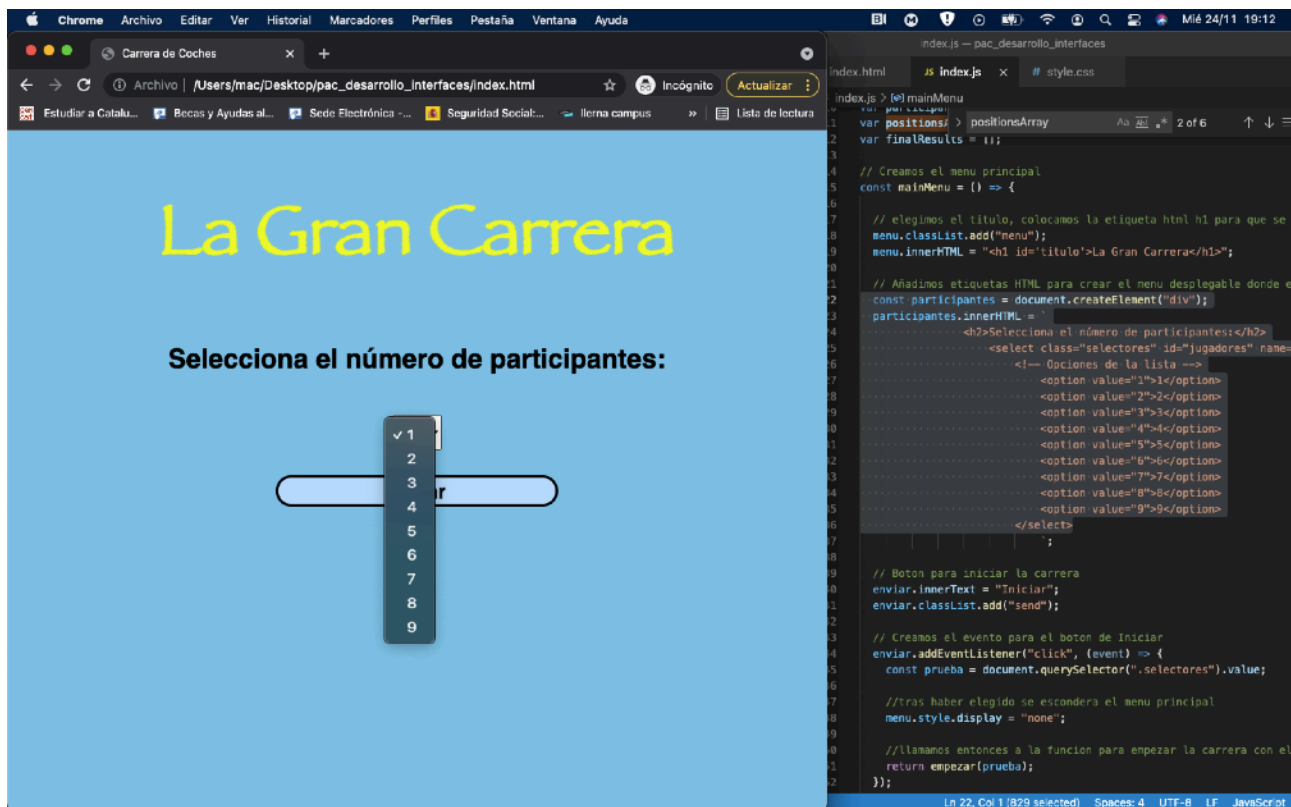 Chrome Archivo Editar Ver Historial Marcadores Perfiles Pestaña Ventana Ayuda
Mié 24/11 19:12
Carrera de Coches
Archivo | /Users/mac/Desktop/pac_desarrollo_interfaces/index.html
Incógnito
Actualizar
Estudiar a Catalu...
Becas y Ayudas al...
Sede Electrónica -...
Seguridad Social:...
Ilerna campus
»
Lista de lectura
La Gran Carrera
Selecciona el número de participantes:
✓ 1
2
3
4
5
6
7
8
9
index.js — pac_desarrollo_interfaces
index.html
JS index.js
# style.css
index.js > mainMenu
var positions
> positionsArray
2 of 6
var finalResults = [];
// Creamos el menu principal
const mainMenu = () => {
// elegimos el titulo, colocamos la etiqueta html h1 para que se
menu.classList.add("menu");
menu.innerHTML = "<h1 id='titulo'>La Gran Carrera</h1>";
// Añadimos etiquetas HTML para crear el menu desplegable donde e
const participantes = document.createElement("div");
participantes.innerHTML = `
<h2>Selecciona el número de participantes:</h2>
<select class="selectores" id="jugadores" name=
<!-- Opciones de la lista -->
<option value="1">1</option>
<option value="2">2</option>
<option value="3">3</option>
<option value="4">4</option>
<option value="5">5</option>
<option value="6">6</option>
<option value="7">7</option>
<option value="8">8</option>
<option value="9">9</option>
</select>
`;
// Boton para iniciar la carrera
enviar.innerText = "Iniciar";
enviar.classList.add("send");
// Creamos el evento para el boton de Iniciar
enviar.addEventListener("click", (event) => {
const prueba = document.querySelector(".selectores").value;
//tras haber elegido se escondera el menu principal
menu.style.display = "none";
//llamamos entonces a la funcion para empezar la carrera con el
return empezar(prueba);
});
Ln 22, Col 1 (829 selected) Spaces: 4 UTF-8 LF JavaScript